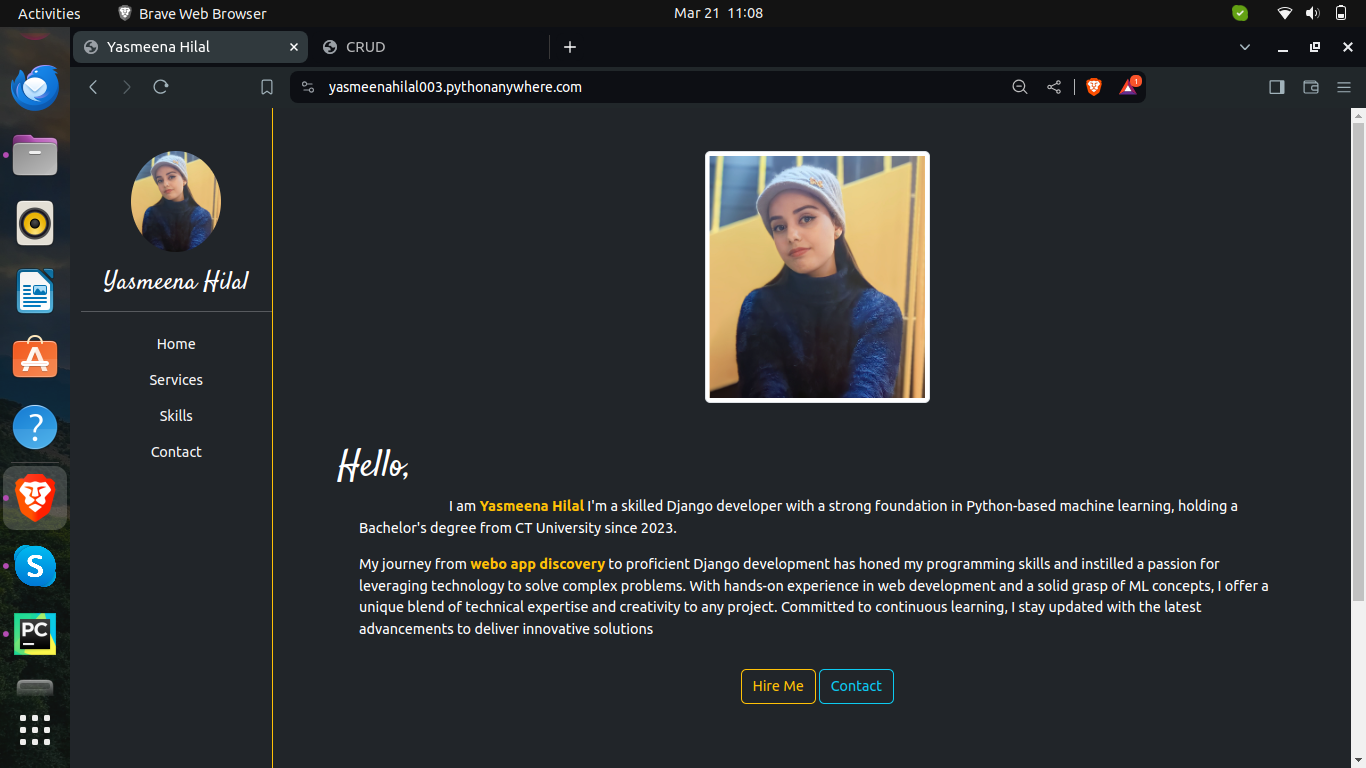 Activities
Brave Web Browser
Mar 21 11:08
Yasmeena Hilal
CRUD
yasmeenahilal003.pythonanywhere.com
1
Yasmeena Hilal
Home
Services
Skills
Contact
Hello,
I am Yasmeena Hilal I'm a skilled Django developer with a strong foundation in Python-based machine learning, holding a
Bachelor's degree from CT University since 2023.
My journey from webo app discovery to proficient Django development has honed my programming skills and instilled a passion for
leveraging technology to solve complex problems. With hands-on experience in web development and a solid grasp of ML concepts, I offer a
unique blend of technical expertise and creativity to any project. Committed to continuous learning, I stay updated with the latest
advancements to deliver innovative solutions
Hire Me
Contact
?
S
PC